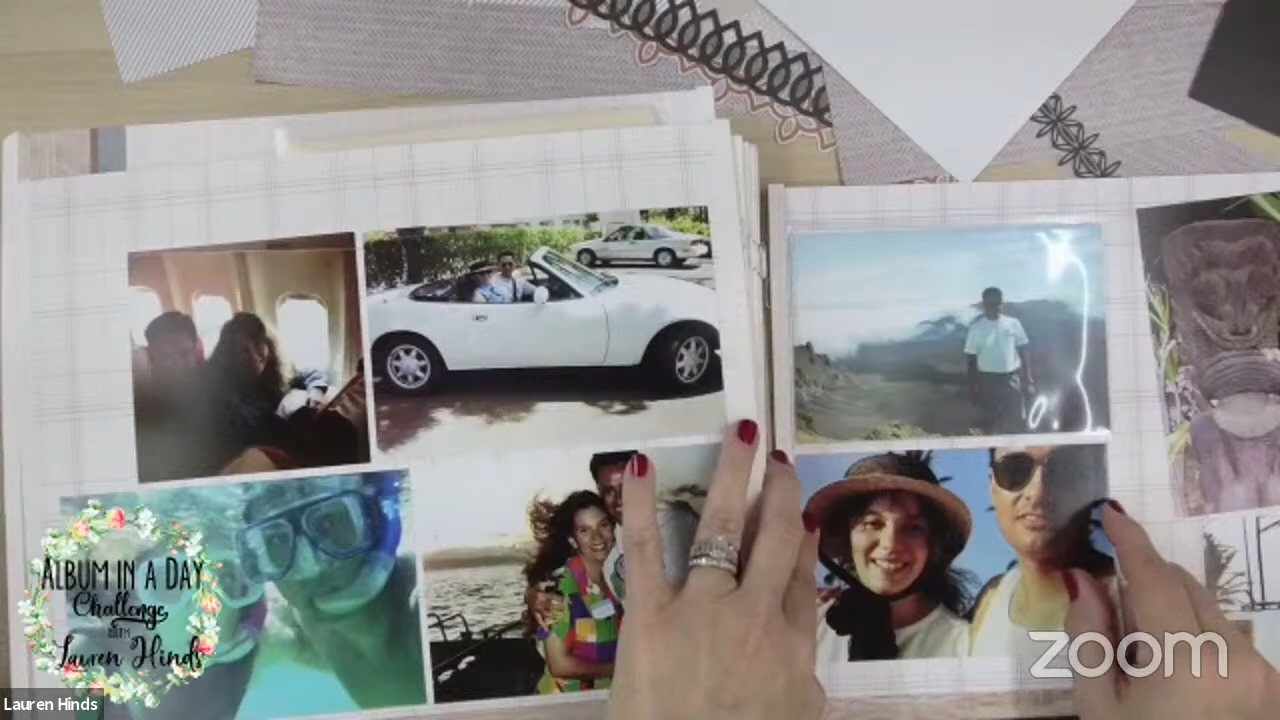 ALBUM IN A DAY
Challenge
WITH
Lauren Hinds
zoom
Lauren Hinds